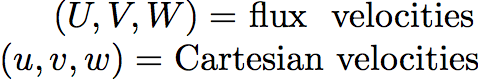 (U, V, W) = flux velocities
(u, v, w) = Cartesian velocities